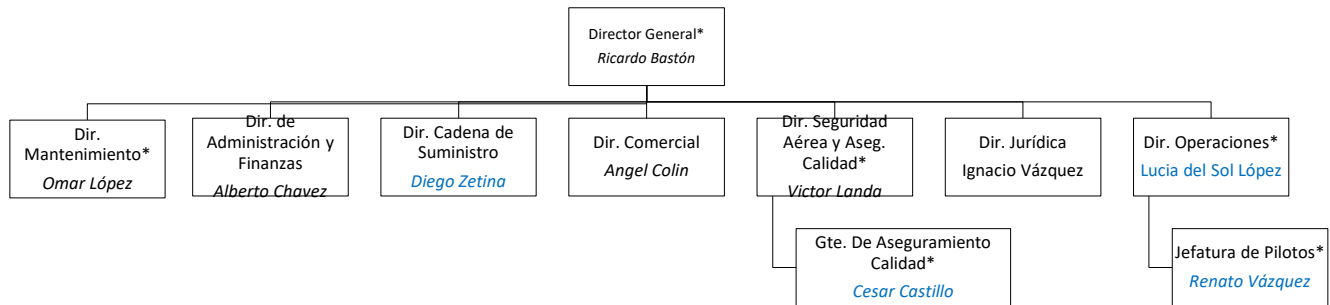 Director General*
Ricardo Bastón
Dir.
Mantenimiento*
Omar López
Dir. de
Administración y
Finanzas
Alberto Chavez
Dir. Cadena de
Suministro
Diego Zetina
Dir. Comercial
Angel Colin
Dir. Seguridad
Aérea y Aseg.
Calidad*
Victor Landa
Dir. Jurídica
Ignacio Vázquez
Dir. Operaciones*
Lucia del Sol López
Gte. De Aseguramiento
Calidad*
Cesar Castillo
Jefatura de Pilotos*
Renato Vázquez